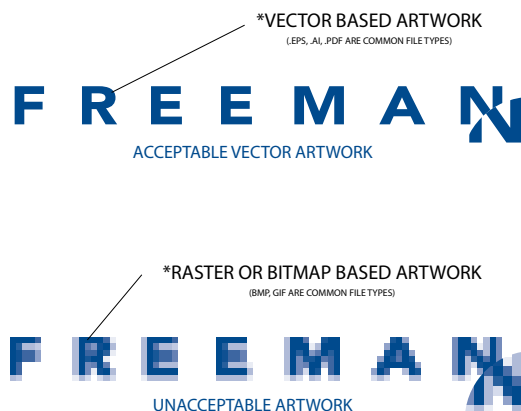 *VECTOR BASED ARTWORK
(.EPS, .AI, .PDF ARE COMMON FILE TYPES)
FREEMAN
ACCEPTABLE VECTOR ARTWORK
*RASTER OR BITMAP BASED ARTWORK
(BMP, GIF ARE COMMON FILE TYPES)
FREEMAN
UNACCEPTABLE ARTWORK